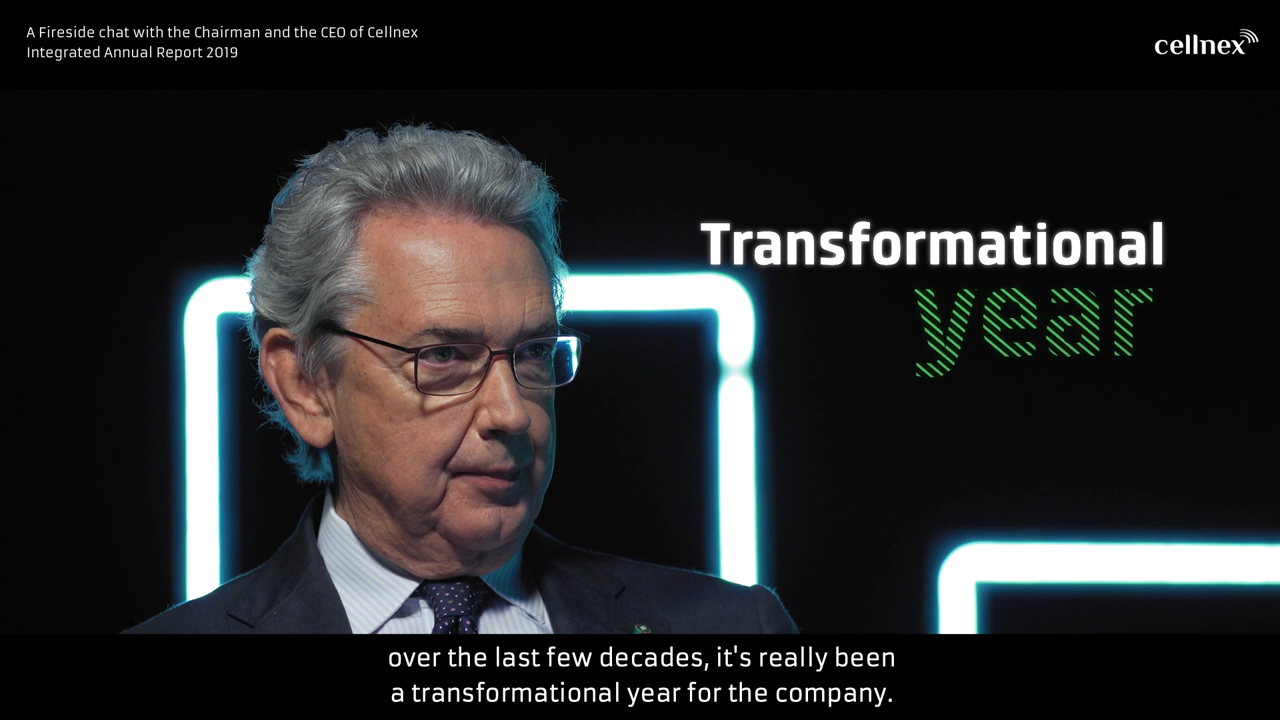 A Fireside chat with the Chairman and the CEO of Cellnex
Integrated Annual Report 2019
cellnex
Transformational
year
over the last few decades, it's really been
a transformational year for the company.